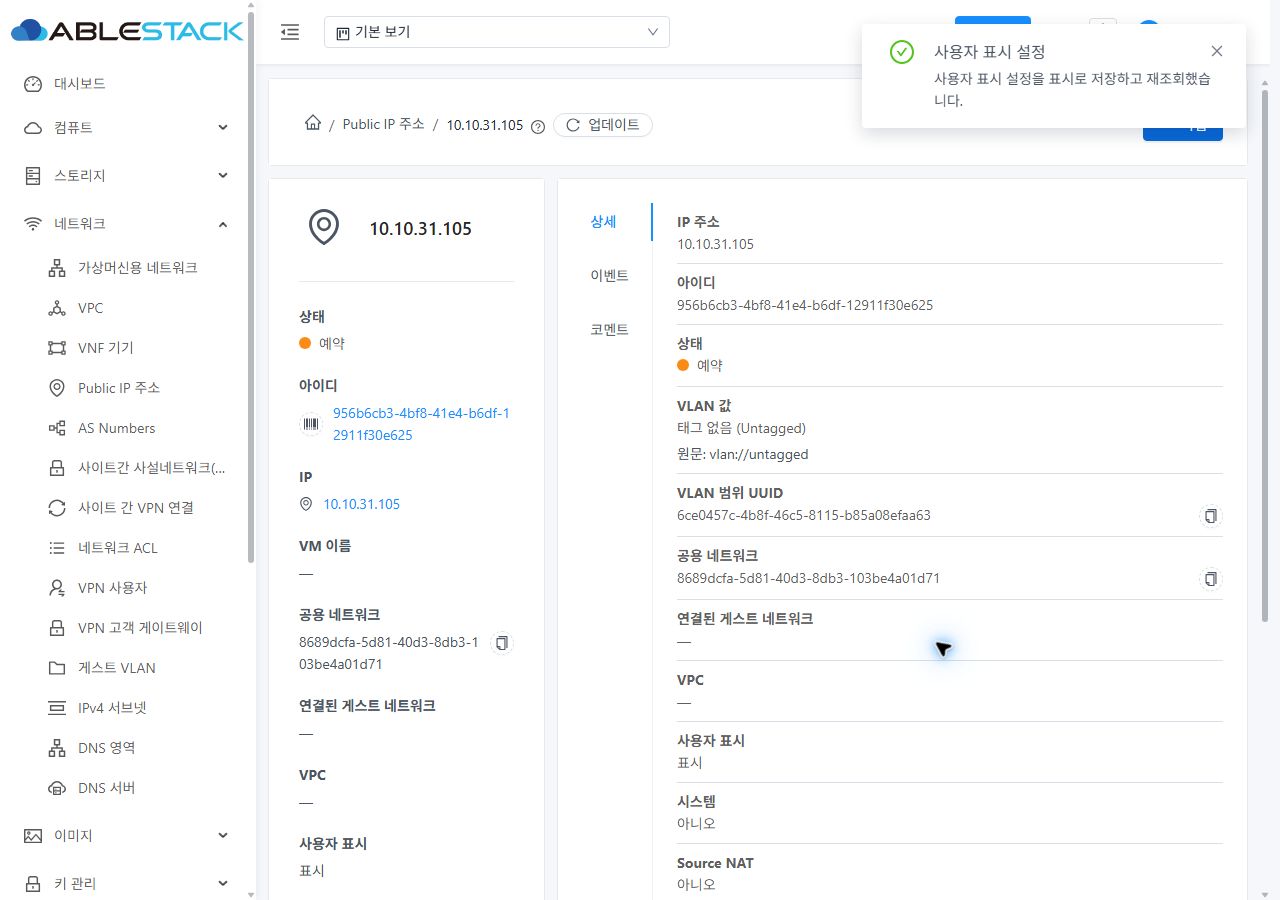 ABLESTACK
대시보드
컴퓨트
스토리지
네트워크
가상머신용 네트워크
VPC
VNF 기기
Public IP 주소
AS Numbers
사이트간 사설네트워크(...
사이트 간 VPN 연결
네트워크 ACL
VPN 사용자
VPN 고객 게이트웨이
게스트 VLAN
IPv4 서브넷
DNS 영역
DNS 서버
이미지
키 관리
기본 보기
사용자 표시 설정
사용자 표시 설정을 표시로 저장하고 재조회했습
니다.
/ Public IP 주소 / 10.10.31.105 업데이트
10.10.31.105
상태
예약
아이디
956b6cb3-4bf8-41e4-b6df-1
2911f30e625
IP
10.10.31.105
VM 이름
—
공용 네트워크
8689dcfa-5d81-40d3-8db3-1
03be4a01d71
연결된 게스트 네트워크
—
VPC
—
사용자 표시
표시
상세
이벤트
코멘트
IP 주소
10.10.31.105
아이디
956b6cb3-4bf8-41e4-b6df-12911f30e625
상태
예약
VLAN 값
태그 없음 (Untagged)
원문: vlan://untagged
VLAN 범위 UUID
6ce0457c-4b8f-46c5-8115-b85a08efaa63
공용 네트워크
8689dcfa-5d81-40d3-8db3-103be4a01d71
연결된 게스트 네트워크
—
VPC
—
사용자 표시
표시
시스템
아니오
Source NAT
아니오